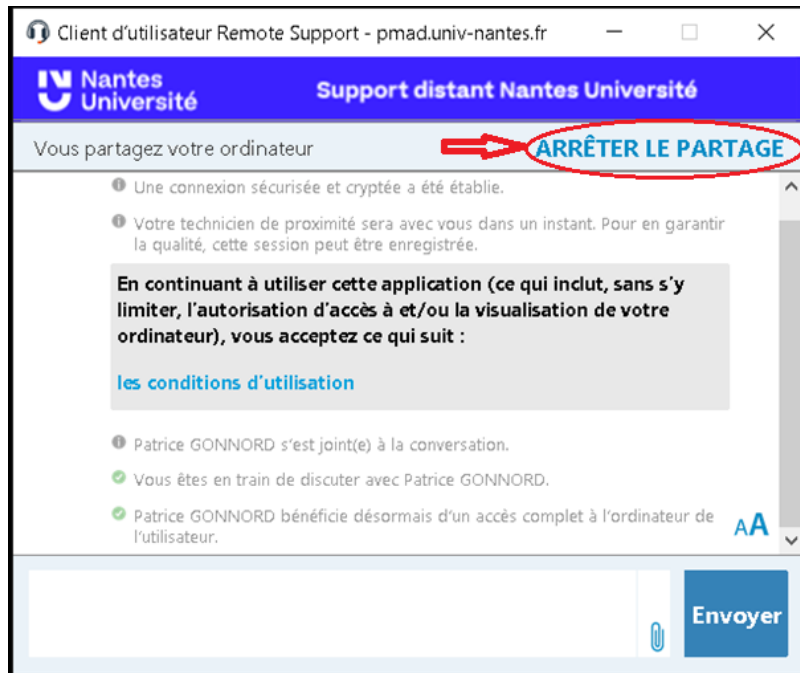 Client d'utilisateur Remote Support - pmad.univ-nantes.fr
Nantes
Université
Support distant Nantes Université
Vous partagez votre ordinateur
ARRÊTER LE PARTAGE
Une connexion sécurisée et cryptée a été établie.
Votre technicien de proximité sera avec vous dans un instant. Pour en garantir
la qualité, cette session peut être enregistrée.
En continuant à utiliser cette application (ce qui inclut, sans s'y
limiter, l'autorisation d'accès à et/ou la visualisation de votre
ordinateur), vous acceptez ce qui suit :
les conditions d'utilisation
Patrice GONNORD s'est joint(e) à la conversation.
Vous êtes en train de discuter avec Patrice GONNORD.
Patrice GONNORD bénéficie désormais d'un accès complet à l'ordinateur de
l'utilisateur.
AA
Envoyer